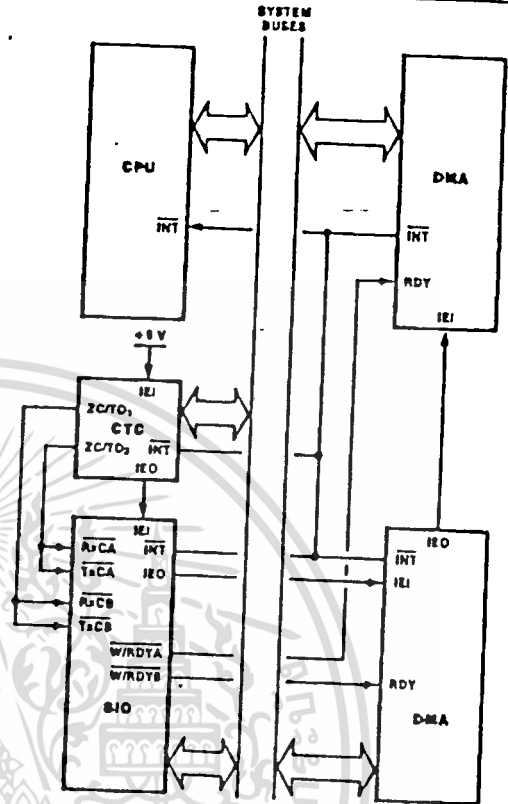 SYSTEM
BUSES
CPU
INT
+5V
IEI
ZC/TO1
CTC
ZC/TO2
INT
IEO
IEI
RxCA
INT
TxCA
IEO
RxCB
TxCB
W/RDYA
W/RDYB
SIO
DMA
INT
RDY
IEI
IEO
INT
IEI
RDY
DMA